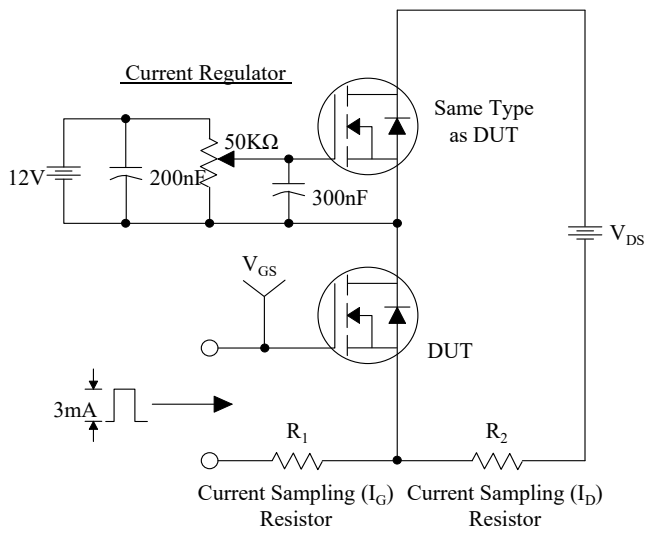 Current Regulator
Same Type
as DUT
50KΩ
12V
200nF
300nF
V_DS
V_GS
DUT
3mA
R_1
R_2
Current Sampling (I_G)
Resistor
Current Sampling (I_D)
Resistor